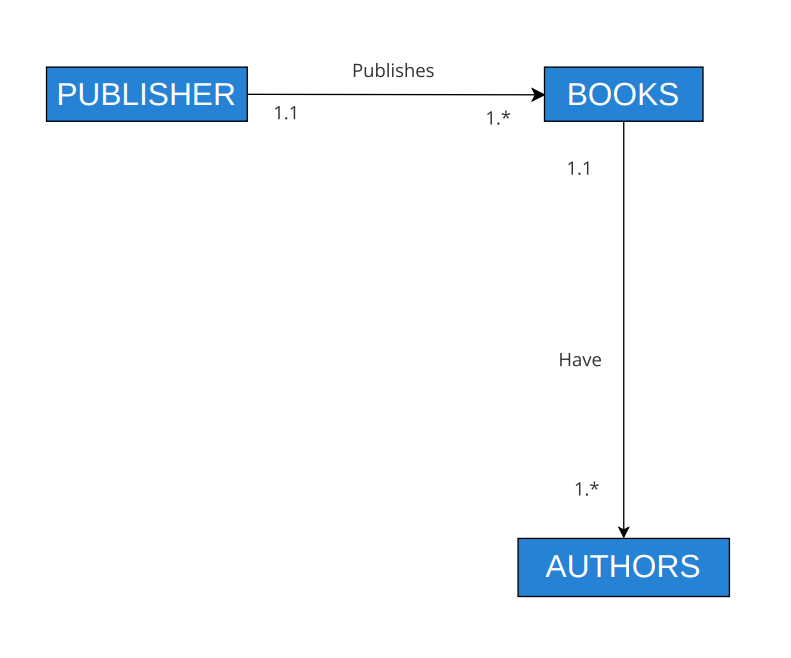 Publishes
PUBLISHER
BOOKS
1.1
1.*
1.1
Have
1.*
AUTHORS